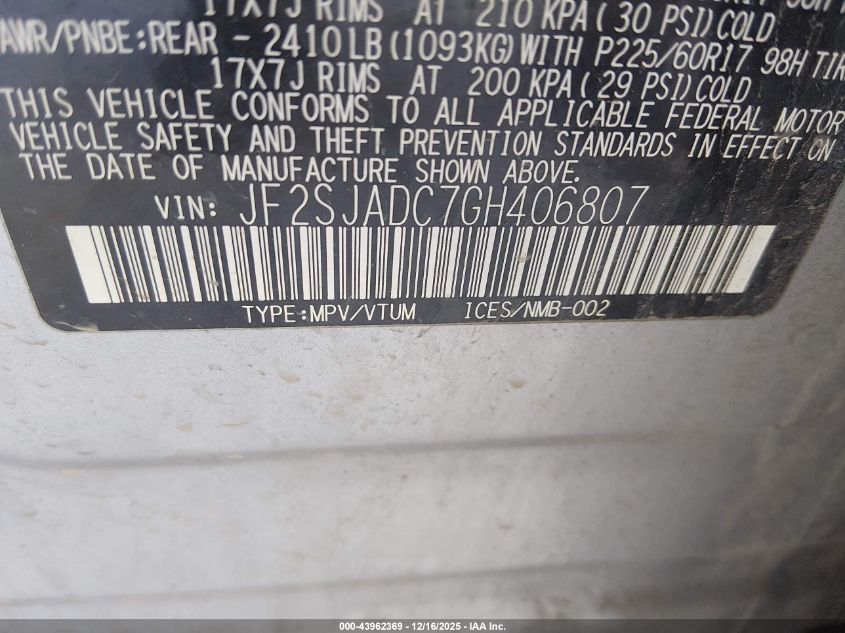 17X7J RIMS AT 210 KPA(30 PSI)COLD
AWR/PNBE:REAR - 2410LB(1093KG)WITH P225/60R17 98H TIR
17X7J RIMS AT 200 KPA(29 PSI)COLD
THIS VEHICLE CONFORMS TO ALL APPLICABLE FEDERAL MOTOR
VEHICLE SAFETY AND THEFT PREVENTION STANDARDS IN EFFECT ON
THE DATE OF MANUFACTURE SHOWN ABOVE.
VIN: JF2SJADC7GH406807
TYPE:MPV/VTUM ICES/NMB-002
000-43962369 – 12/16/2025 – IAA Inc.